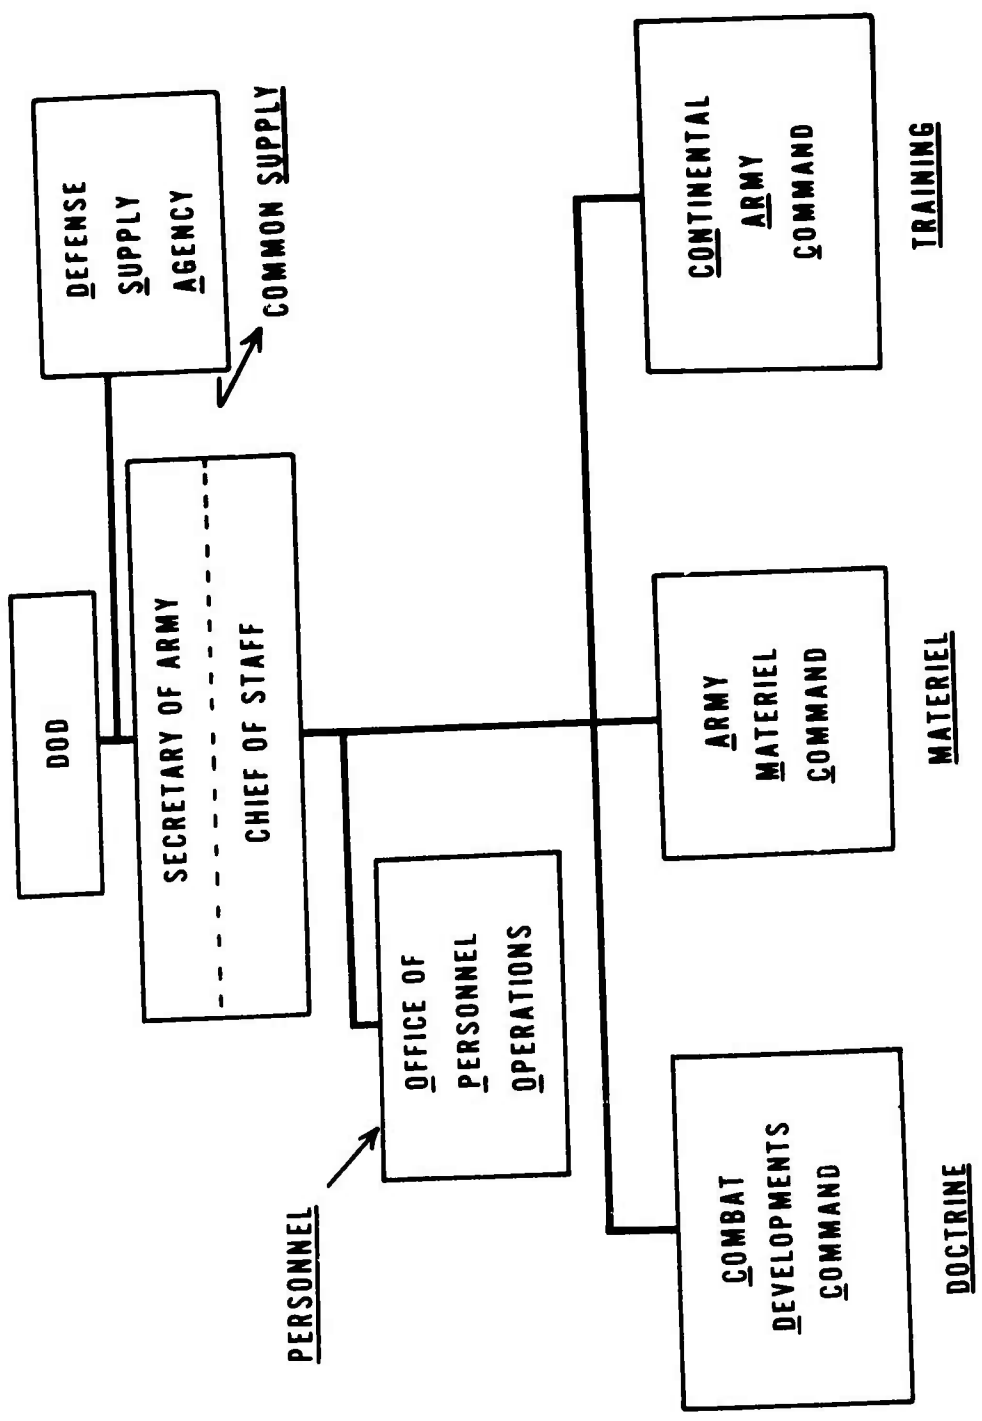 DOD
DEFENSE
SUPPLY
AGENCY
COMMON SUPPLY
SECRETARY OF ARMY
CHIEF OF STAFF
PERSONNEL
OFFICE OF
PERSONNEL
OPERATIONS
COMBAT
DEVELOPMENTS
COMMAND
DOCTRINE
ARMY
MATERIEL
COMMAND
MATERIEL
CONTINENTAL
ARMY
COMMAND
TRAINING